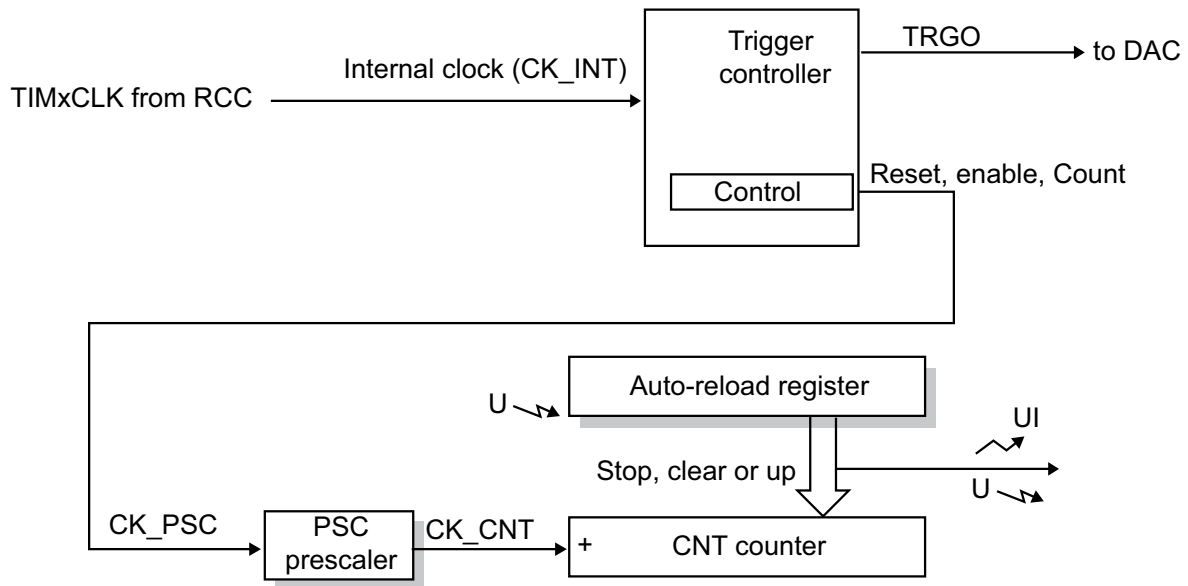 Trigger
controller
TRGO
to DAC
Internal clock (CK_INT)
TIMxCLK from RCC
Control
Reset, enable, Count
Auto-reload register
U
UI
Stop, clear or up
U
CK_PSC
PSC
prescaler
CK_CNT
+
CNT counter